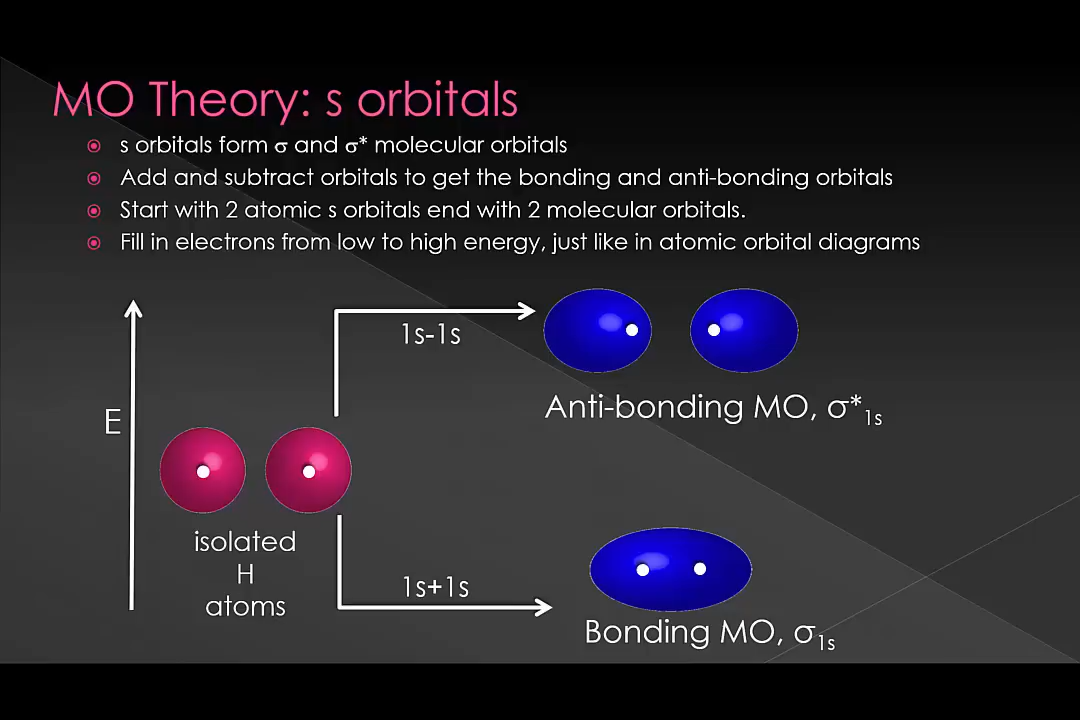 MO Theory: s orbitals
s orbitals form σ and σ* molecular orbitals
Add and subtract orbitals to get the bonding and anti-bonding orbitals
Start with 2 atomic s orbitals end with 2 molecular orbitals.
Fill in electrons from low to high energy, just like in atomic orbital diagrams
1s-1s
Anti-bonding MO, σ*1s
E
isolated
H
atoms
1s+1s
Bonding MO, σ1s